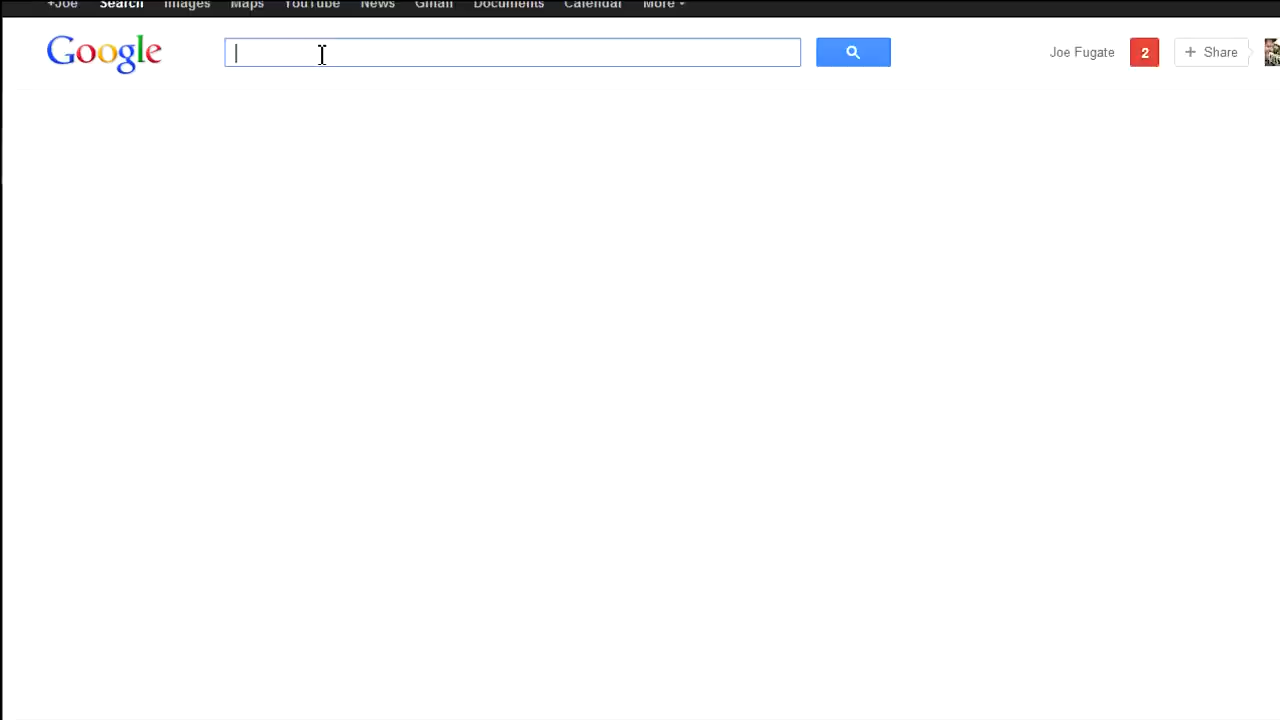 +Joe Search Images Maps YouTube News Gmail Documents Calendar More
Google
Joe Fugate 2 + Share